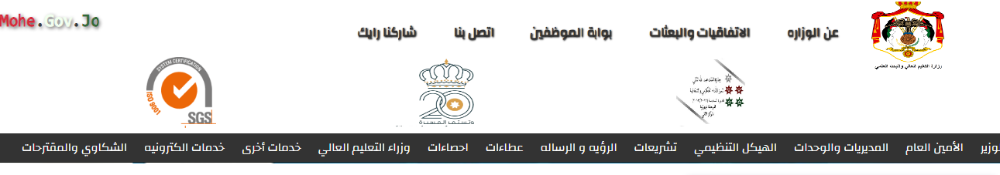 Mohe.Gov.Jo
عن الوزاره
الاتفاقيات والبعثات
بوابة الموظفين
اتصل بنا
شاركنا رايك
وزارة التعليم العالي والبحث العلمي
SYSTEM CERTIFICATION
ISO 9001
SGS
20
وتستمر المسيرة
الأمين العام
المديريات والوحدات
الهيكل التنظيمي
تشريعات
الرؤيه و الرساله
عطاءات
احصاءات
وزراء التعليم العالي
خدمات أخرى
خدمات الكترونيه
الشكاوي والمقترحات